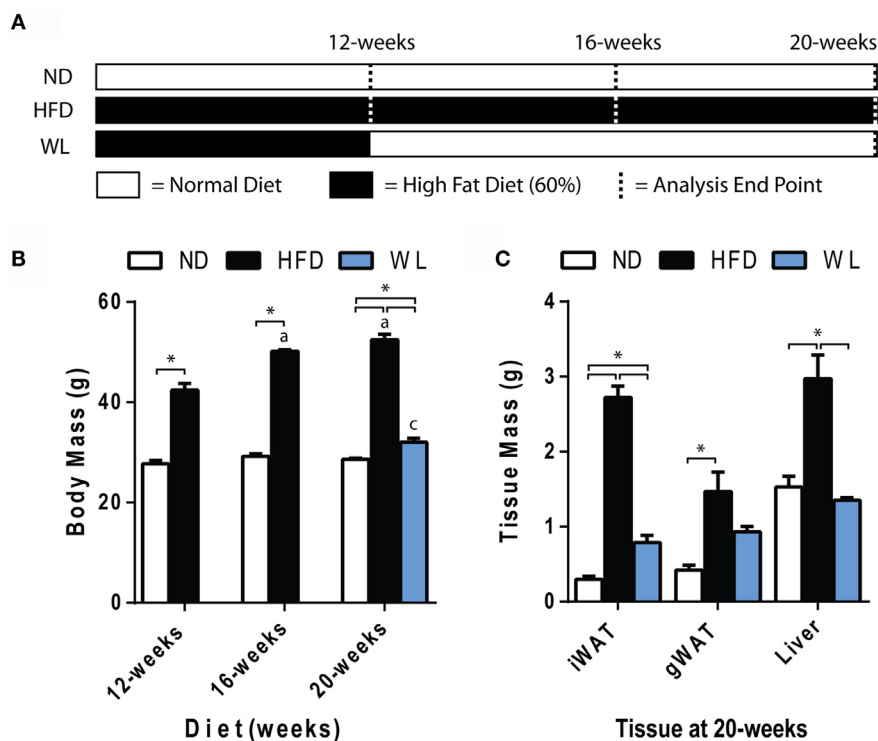 A
12-weeks 16-weeks 20-weeks
ND
HFD
WL
= Normal Diet = High Fat Diet (60%) = Analysis End Point
B
ND HFD WL
Body Mass (g)
60
40
20
0
*
*
a
*
a
c
12-weeks
16-weeks
20-weeks
Diet (weeks)
C
ND HFD WL
Tissue Mass (g)
4
3
2
1
0
*
*
*
iWAT
gWAT
Liver
Tissue at 20-weeks